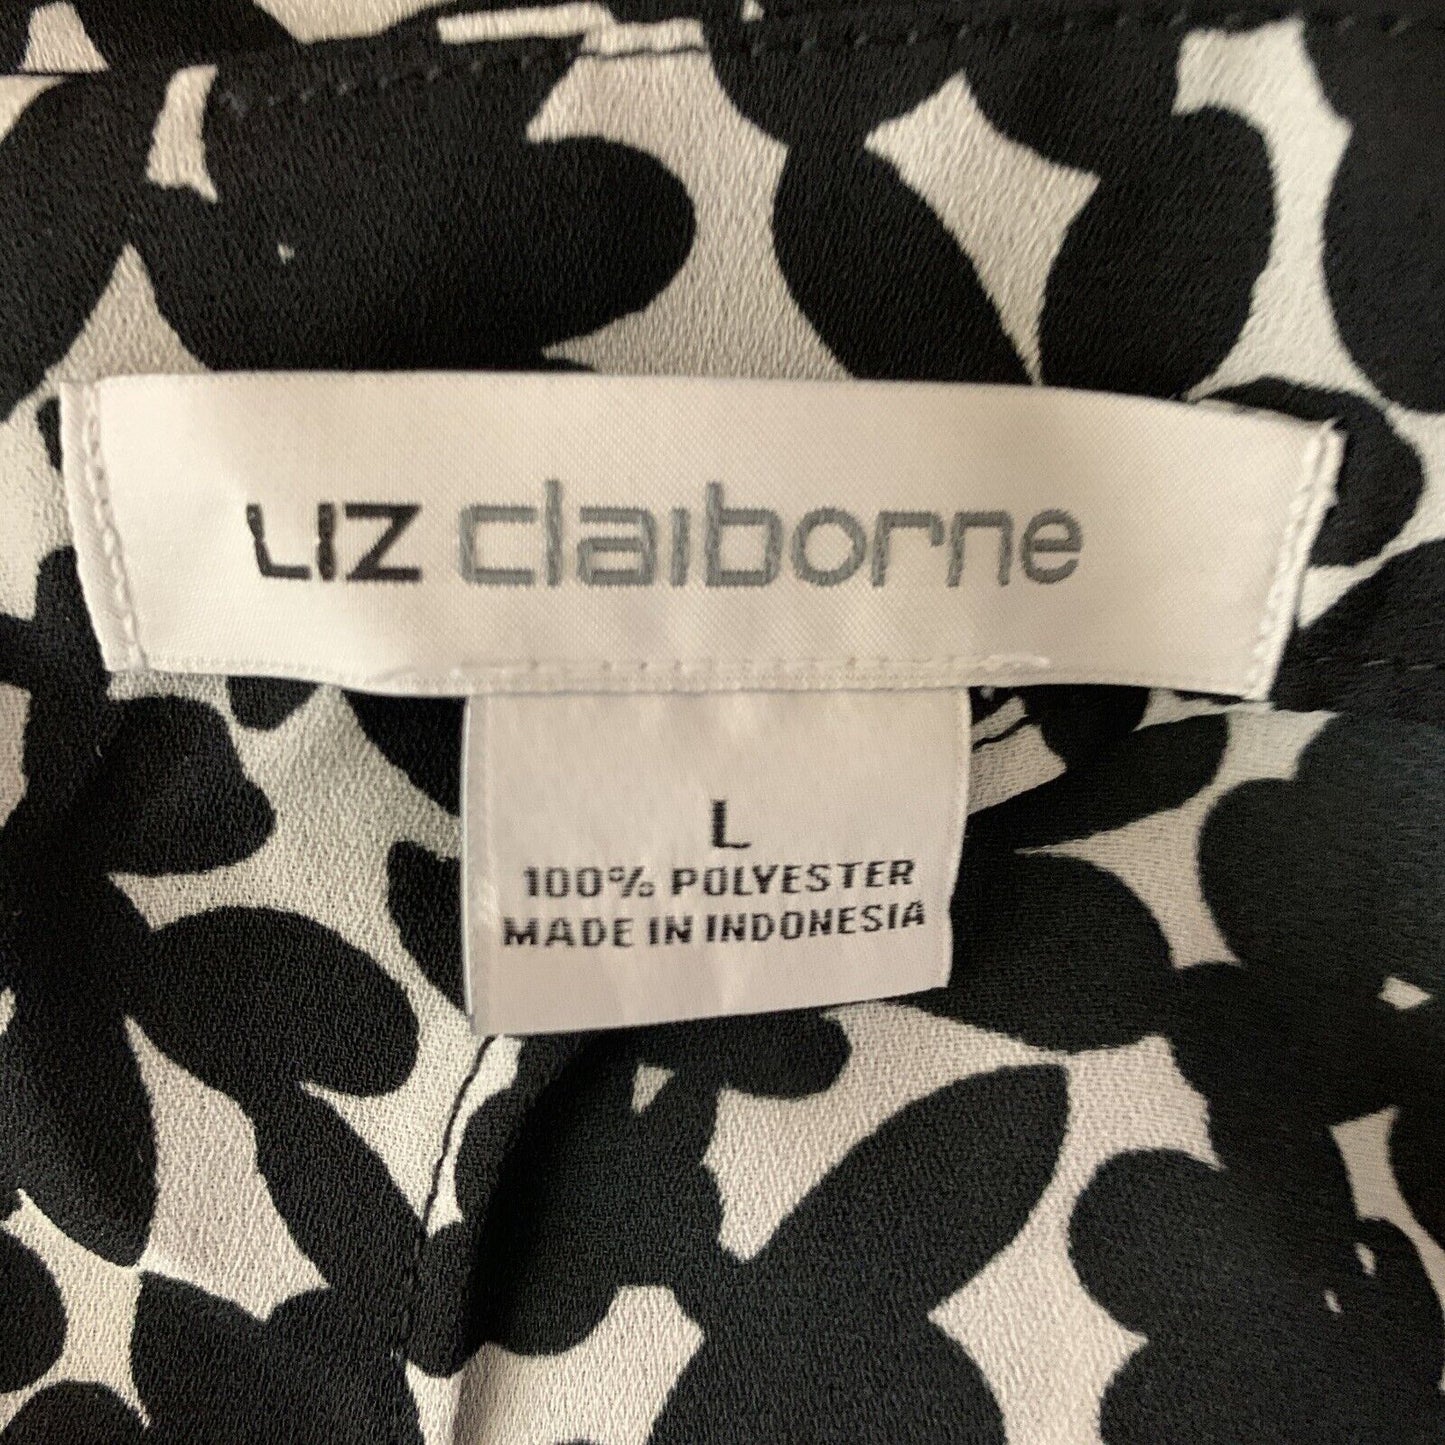 LIZ claiborne
L
100% POLYESTER
MADE IN INDONESIA